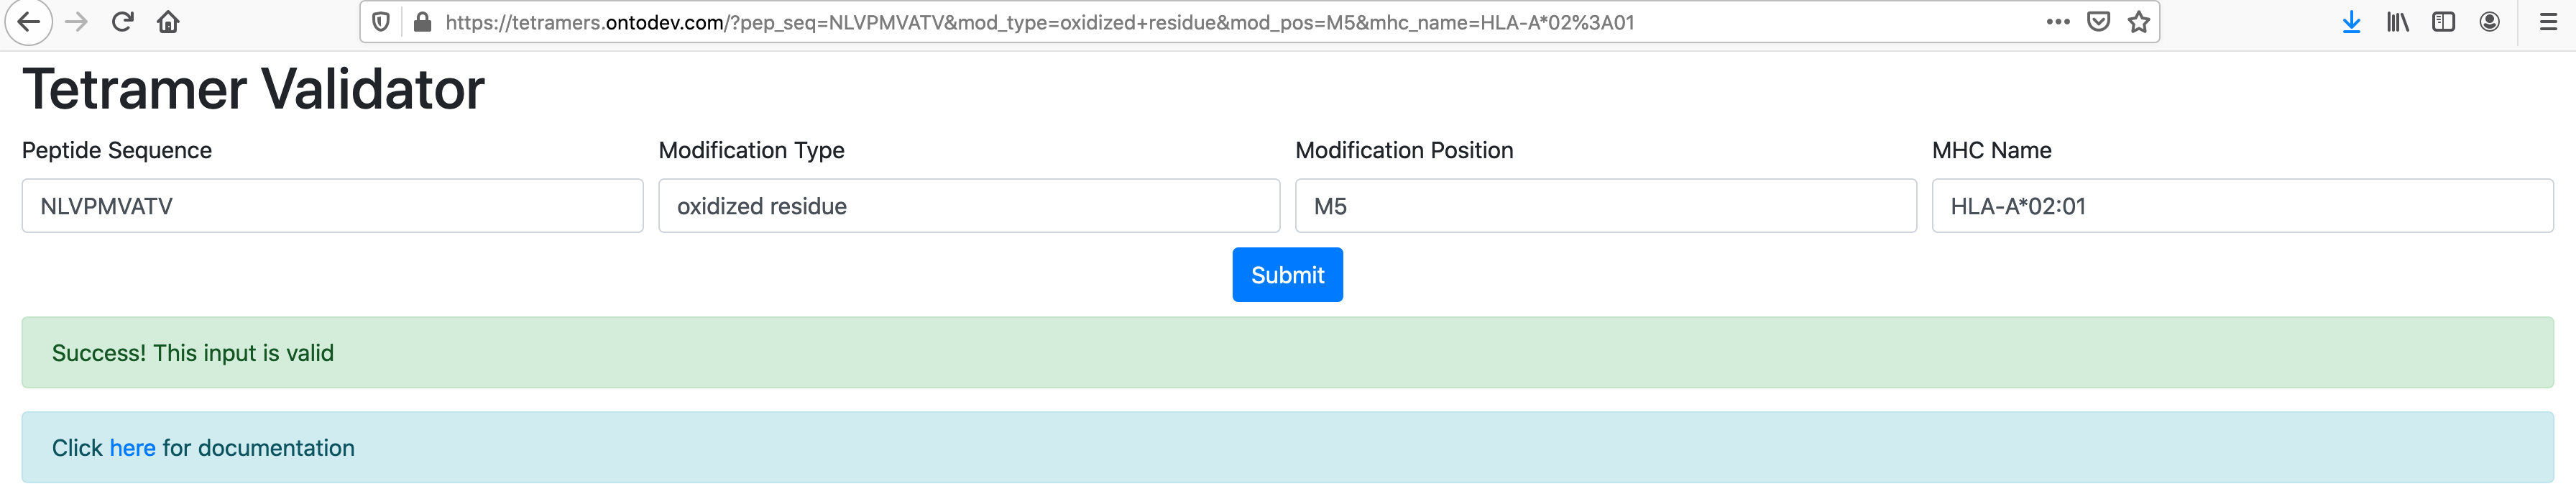 https://tetramers.ontodev.com/?pep_seq=NLVPMVATV&mod_type=oxidized+residue&mod_pos=M5&mhc_name=HLA-A*02%3A01
Tetramer Validator
Peptide Sequence Modification Type Modification Position MHC Name
NLVPMVATV oxidized residue M5 HLA-A*02:01
Submit
Success! This input is valid
Click here for documentation